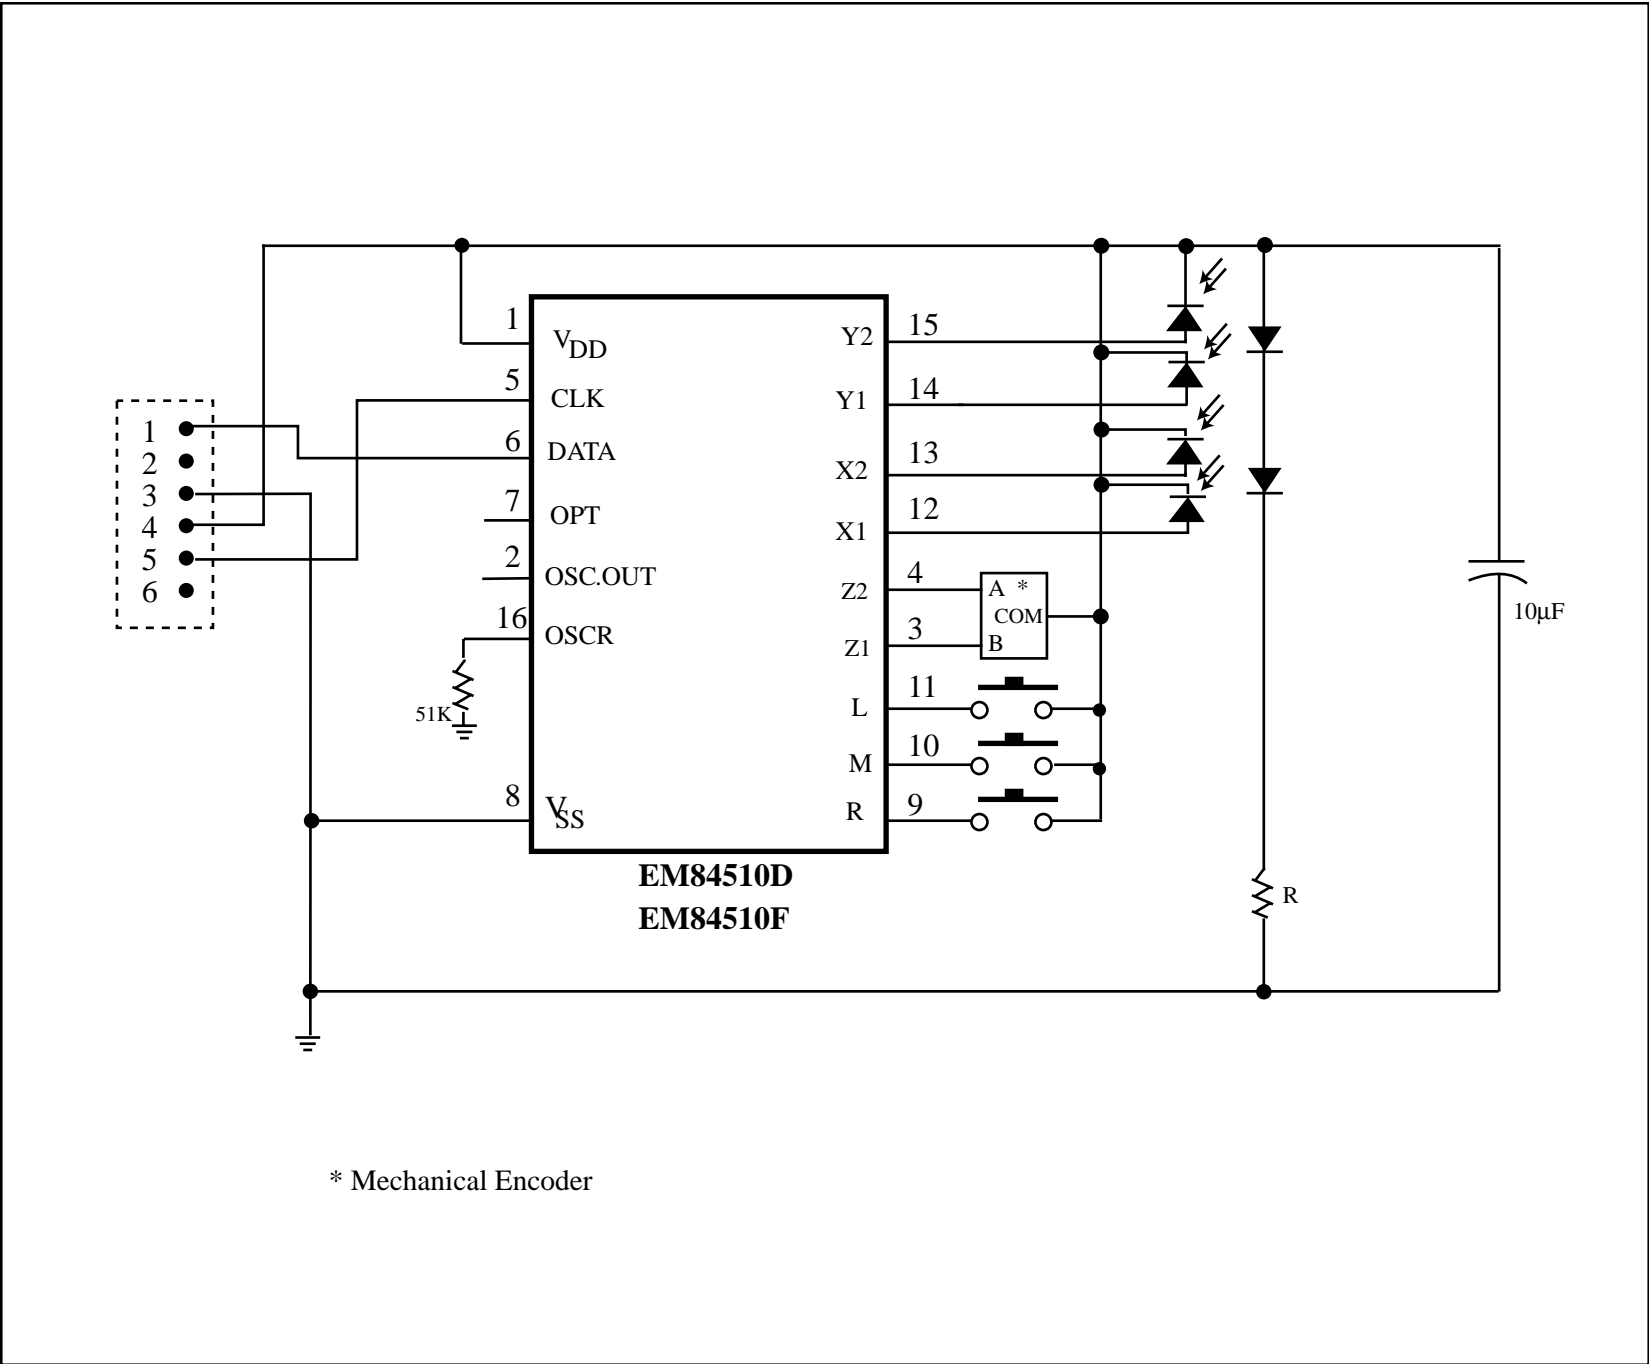 1
2
3
4
5
6
1
VDD
5
CLK
6
DATA
7
OPT
2
OSC.OUT
16
OSCR
51K
8
VSS
Y2
15
Y1
14
X2
13
X1
12
Z2
4
Z1
3
L
11
M
10
R
9
A *
COM
B
R
10µF
EM84510D
EM84510F
* Mechanical Encoder